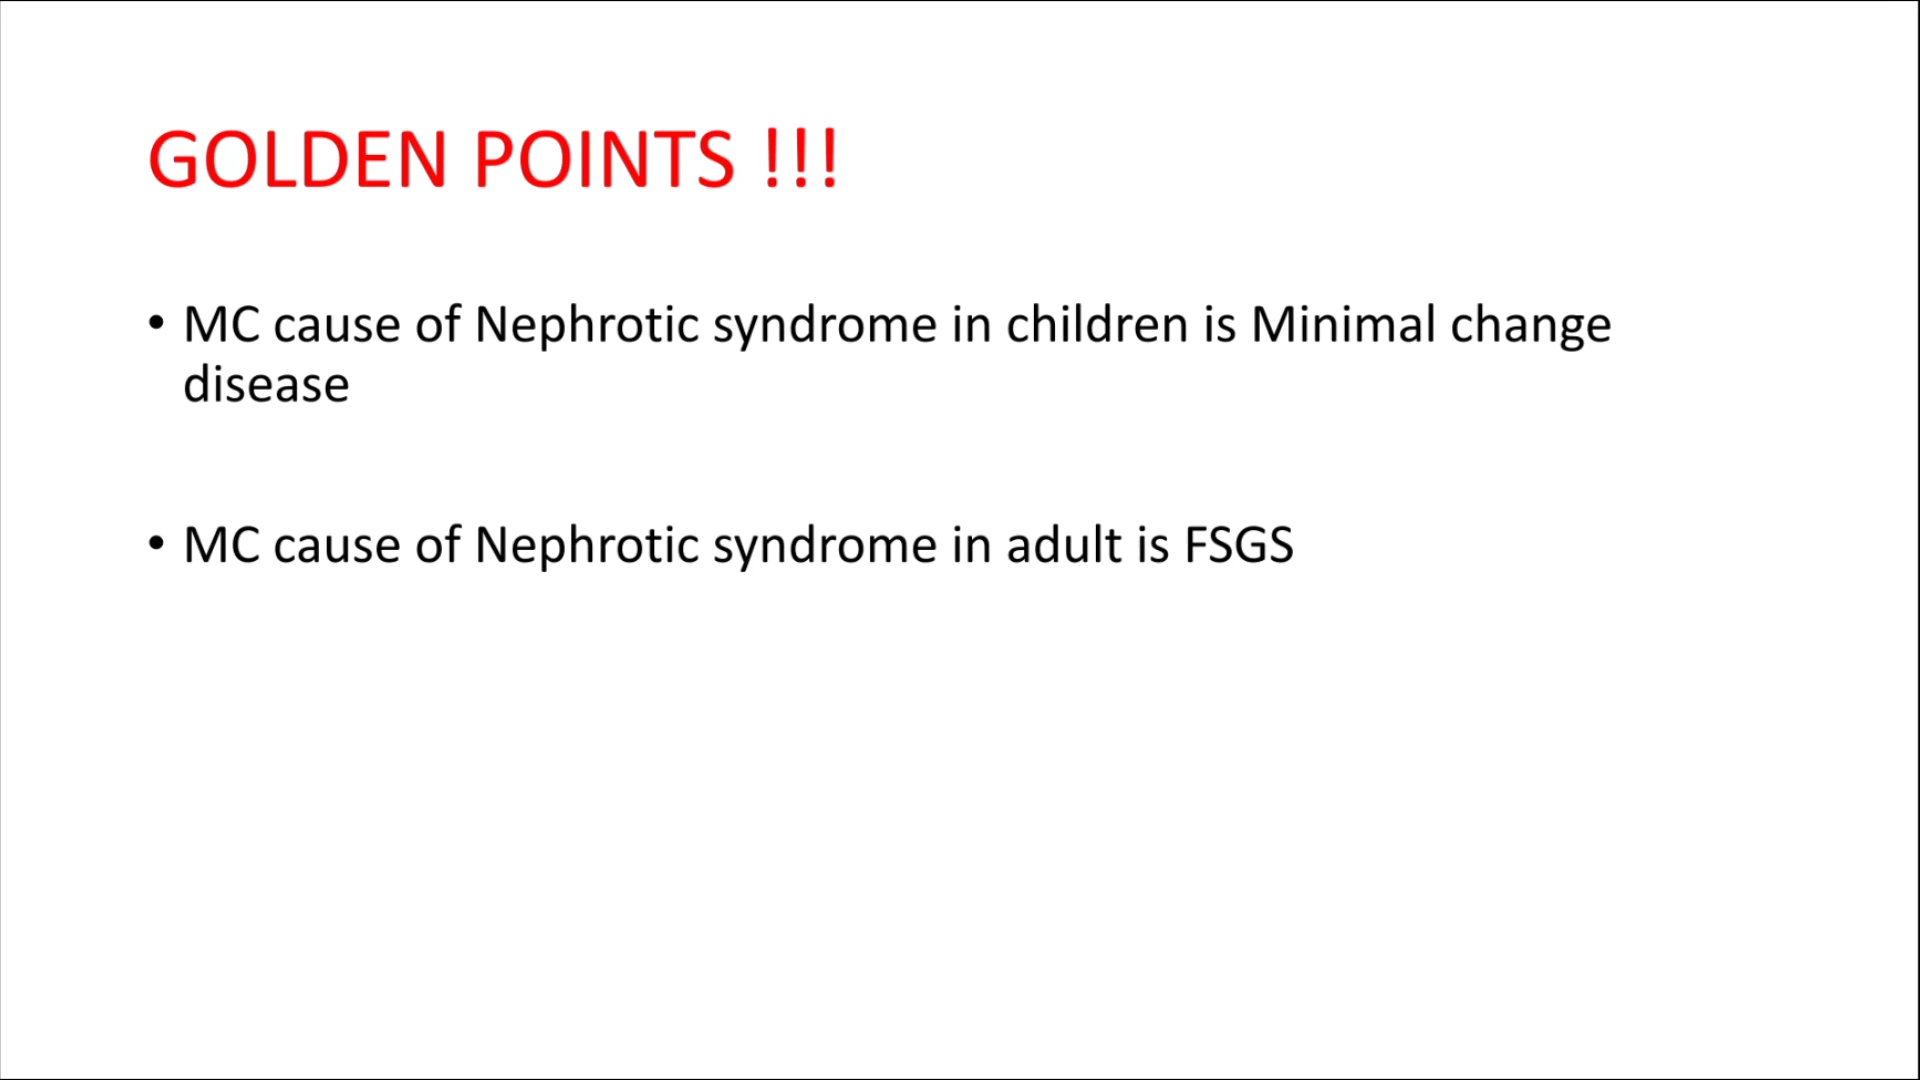 GOLDEN POINTS !!!
• MC cause of Nephrotic syndrome in children is Minimal change
disease
• MC cause of Nephrotic syndrome in adult is FSGS